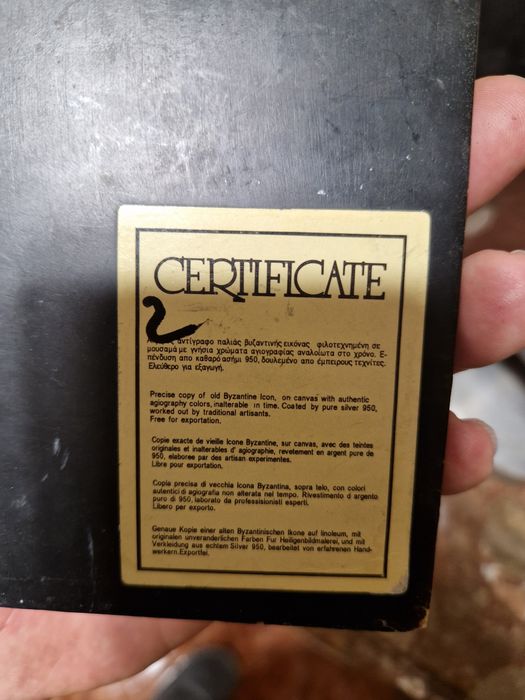 CERTIFICATE
2
αντίγραφο παλιάς βυζαντινής εικόνας φιλοτεχνημένη σε
μουσαμά με γνήσια χρώματα αγιογραφίας αναλοίωτα στο χρόνο. Ε-
πένδυση απο καθαρό ασήμι 950, δουλεμένο απο έμπειρους τεχνίτες.
Ελεύθερο για εξαγωγή.
Precise copy of old Byzantine Icon, on canvas with authentic
agiography colors, inalterable in time. Coated by pure silver 950,
worked out by traditional artisans.
Free for exportation.
Copie exacte de vieille Icone Byzantine, sur canvas, avec des teintes
originales et inalterables d' agiographie, revetement en argent pure de
950, elaboree par des artisan experimentes.
Libre pour exportation.
Copia precisa di vecchia Icona Byzantina, sopra telo, con colori
autentici di agiografia non alterata nel tempo. Rivestimento d argento
puro di 950, laborato da professisionisti esperti.
Libero per exporto.
Genaue Kopie einer alten Byzantinischen Ikone auf linoleum, mit
originalen unveranderlichen Farben Fur Heiligenbildmalerei, und mit
Verkleidung aus echtem Silver 950, bearbeitet von erfahrenen Hand-
werkern.Exportfei.